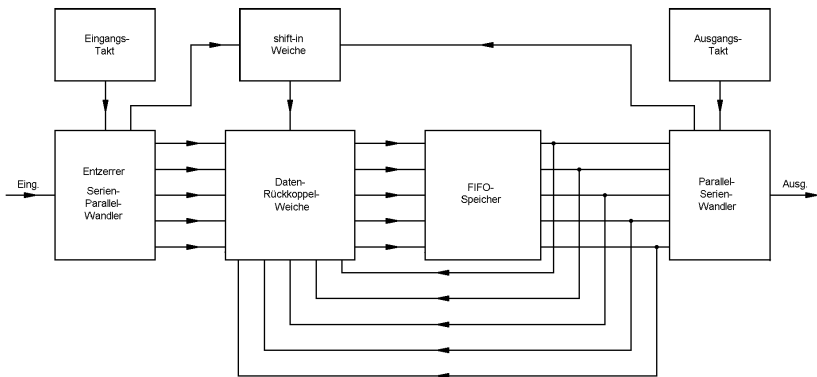 Eingangs-
Takt
shift-in
Weiche
Ausgangs-
Takt
Eing.
Entzerrer
Serien-
Parallel-
Wandler
Daten-
Rückkoppel-
Weiche
FIFO-
Speicher
Parallel-
Serien-
Wandler
Ausg.